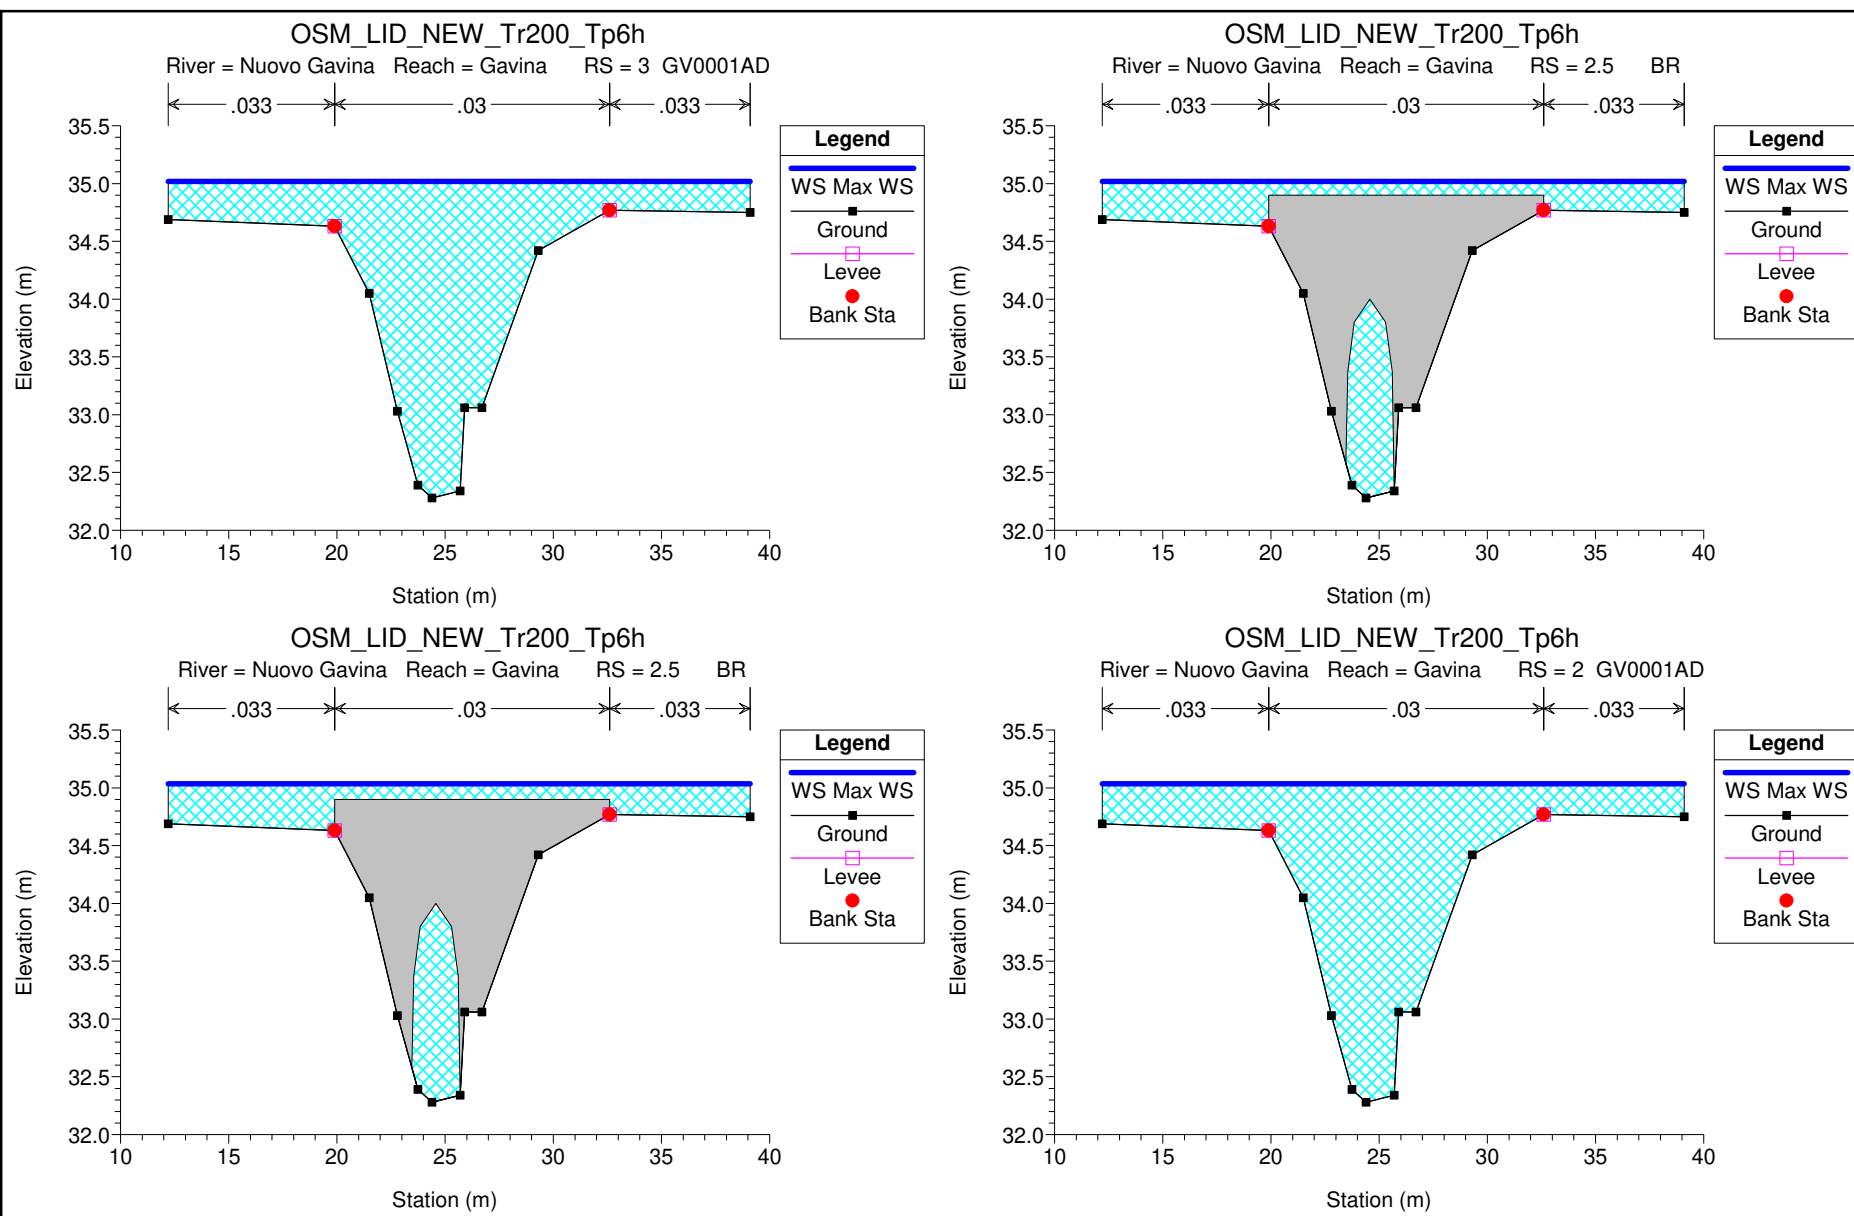 OSM_LID_NEW_Tr200_Tp6h
River = Nuovo Gavina Reach = Gavina RS = 3 GV0001AD
.033 .03 .033
35.5
35.0
34.5
34.0
33.5
33.0
32.5
32.0
Elevation (m)
10 15 20 25 30 35 40
Station (m)
Legend
WS Max WS
Ground
Levee
Bank Sta
OSM_LID_NEW_Tr200_Tp6h
River = Nuovo Gavina Reach = Gavina RS = 2.5 BR
.033 .03 .033
35.5
35.0
34.5
34.0
33.5
33.0
32.5
32.0
Elevation (m)
10 15 20 25 30 35 40
Station (m)
Legend
WS Max WS
Ground
Levee
Bank Sta
OSM_LID_NEW_Tr200_Tp6h
River = Nuovo Gavina Reach = Gavina RS = 2.5 BR
.033 .03 .033
35.5
35.0
34.5
34.0
33.5
33.0
32.5
32.0
Elevation (m)
10 15 20 25 30 35 40
Station (m)
Legend
WS Max WS
Ground
Levee
Bank Sta
OSM_LID_NEW_Tr200_Tp6h
River = Nuovo Gavina Reach = Gavina RS = 2 GV0001AD
.033 .03 .033
35.5
35.0
34.5
34.0
33.5
33.0
32.5
32.0
Elevation (m)
10 15 20 25 30 35 40
Station (m)
Legend
WS Max WS
Ground
Levee
Bank Sta